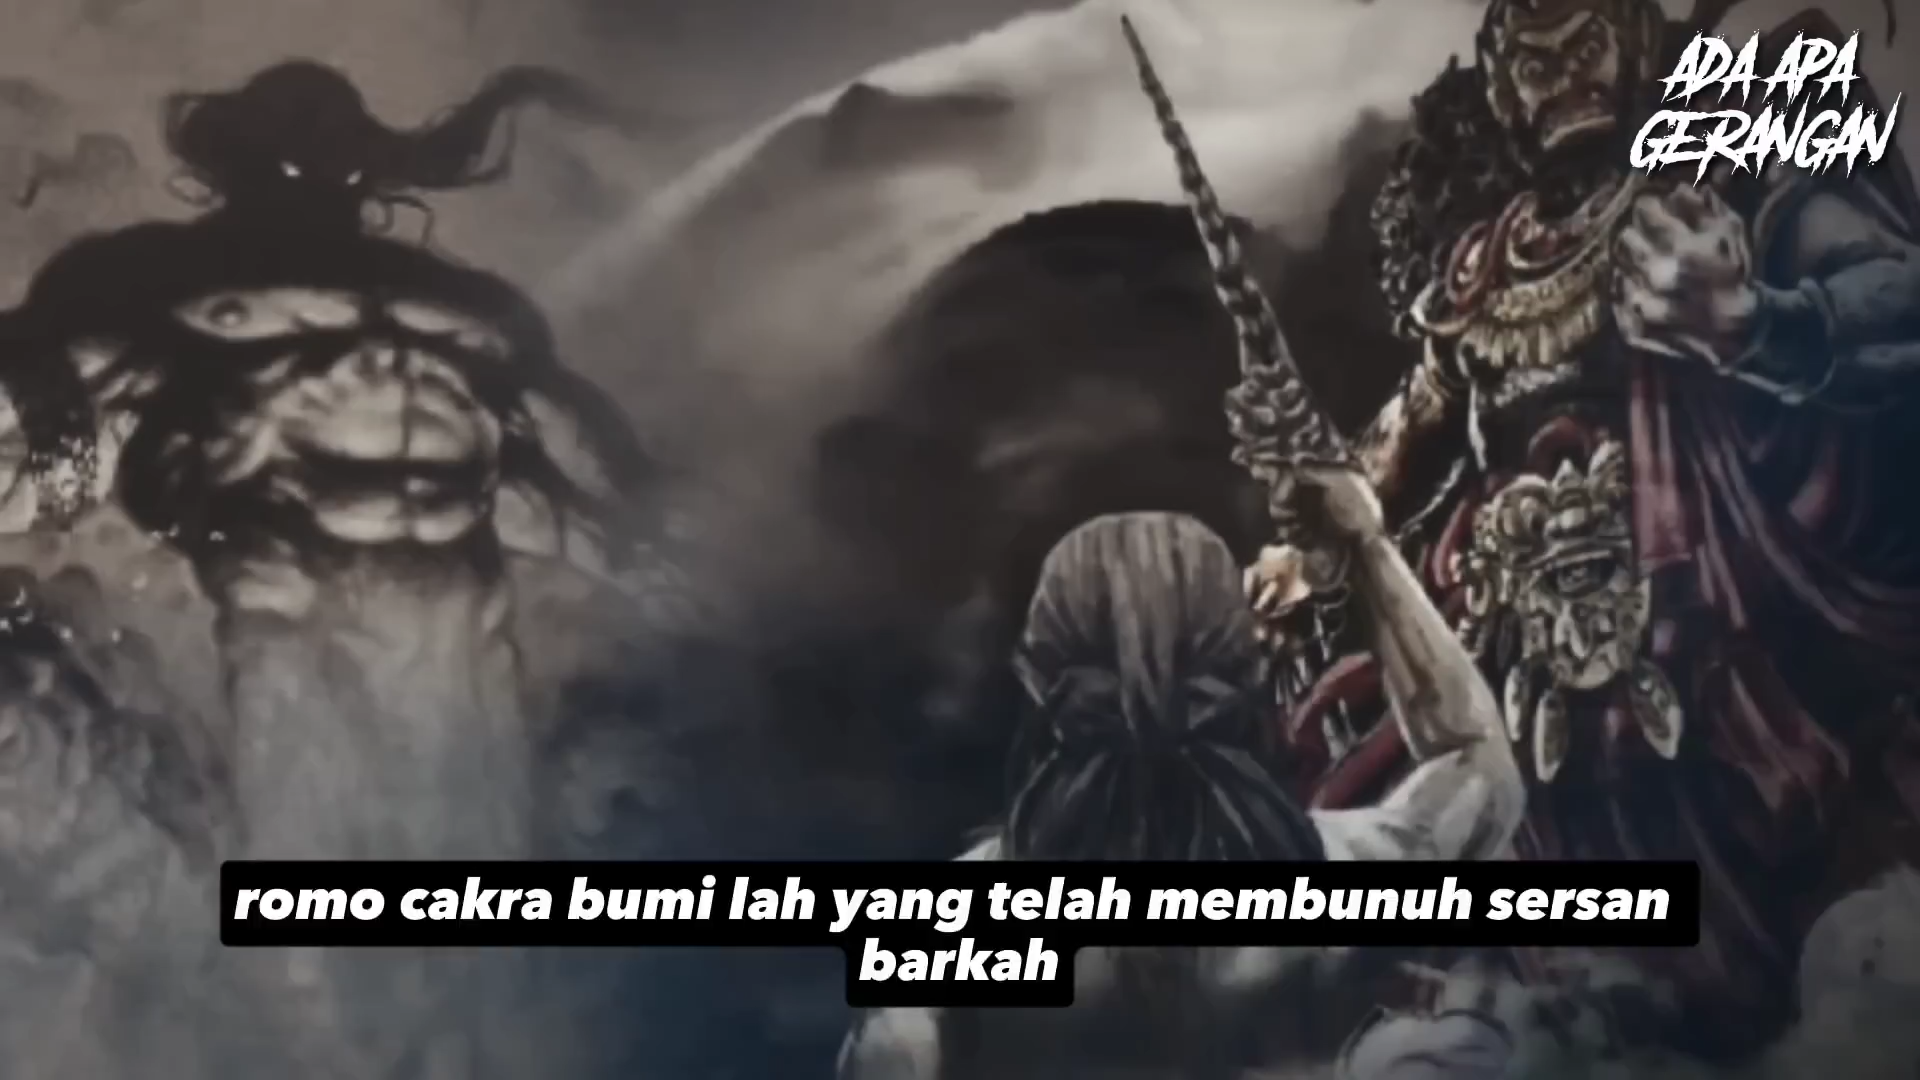 ADA APA
GERANGAN
romo cakra bumi lah yang telah membunuh sersan
barkah